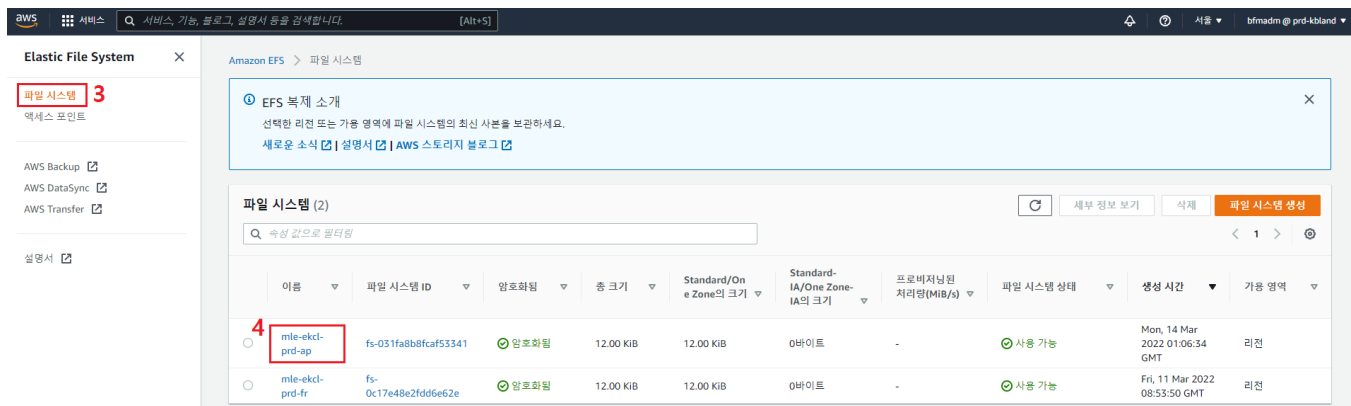 aws 서비스 서비스, 기능, 블로그, 설명서 등을 검색합니다. [Alt+S] 서울 ▼ bfmadm @ prd-kbland ▼
Elastic File System
파일 시스템 3
액세스 포인트
AWS Backup
AWS DataSync
AWS Transfer
설명서
Amazon EFS > 파일 시스템
EFS 복제 소개
선택한 리전 또는 가용 영역에 파일 시스템의 최신 사본을 보관하세요.
새로운 소식 | 설명서 | AWS 스토리지 블로그
파일 시스템 (2) 세부 정보 보기 삭제 파일 시스템 생성
속성 값으로 필터링 < 1 >
이름 파일 시스템 ID 암호화됨 총 크기 Standard/On
e Zone의 크기 Standard-
IA/One Zone-
IA의 크기 프로비저닝된
처리량(MiB/s) 파일 시스템 상태 생성 시간 가용 영역
4 mle-ekcl-
prd-ap fs-031fa8b8fcaf53341 암호화됨 12.00 KiB 12.00 KiB 0바이트 - 사용 가능 Mon, 14 Mar
2022 01:06:34
GMT 리전
mle-ekcl-
prd-fr fs-
0c17e48e2fdd6e62e 암호화됨 12.00 KiB 12.00 KiB 0바이트 - 사용 가능 Fri, 11 Mar 2022
08:53:50 GMT 리전